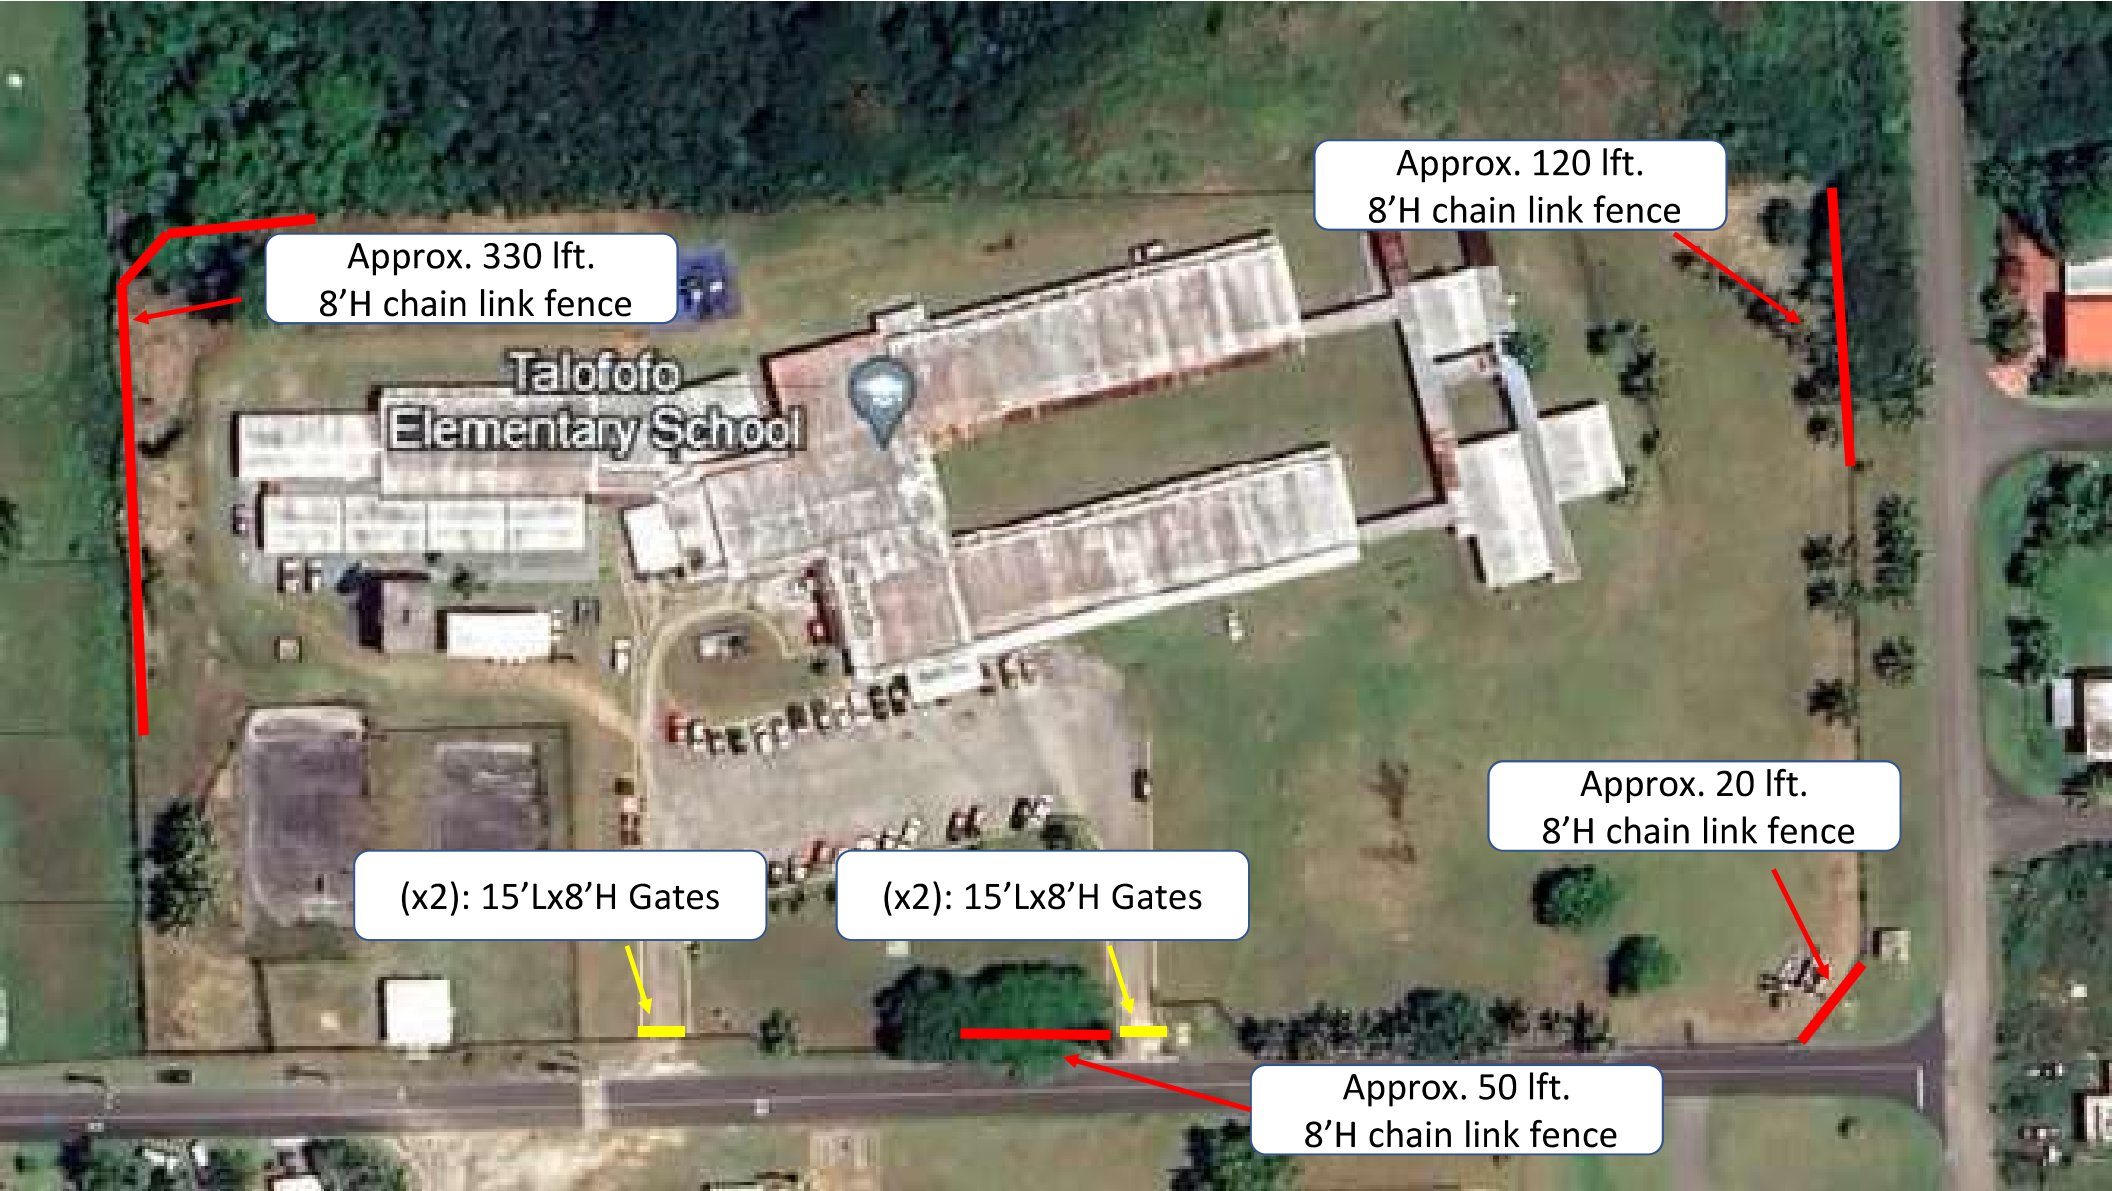 Approx. 120 lft.
8’H chain link fence
Approx. 330 lft.
8’H chain link fence
Talofofo
Elementary School
Approx. 20 lft.
8’H chain link fence
(x2): 15’Lx8’H Gates
(x2): 15’Lx8’H Gates
Approx. 50 lft.
8’H chain link fence